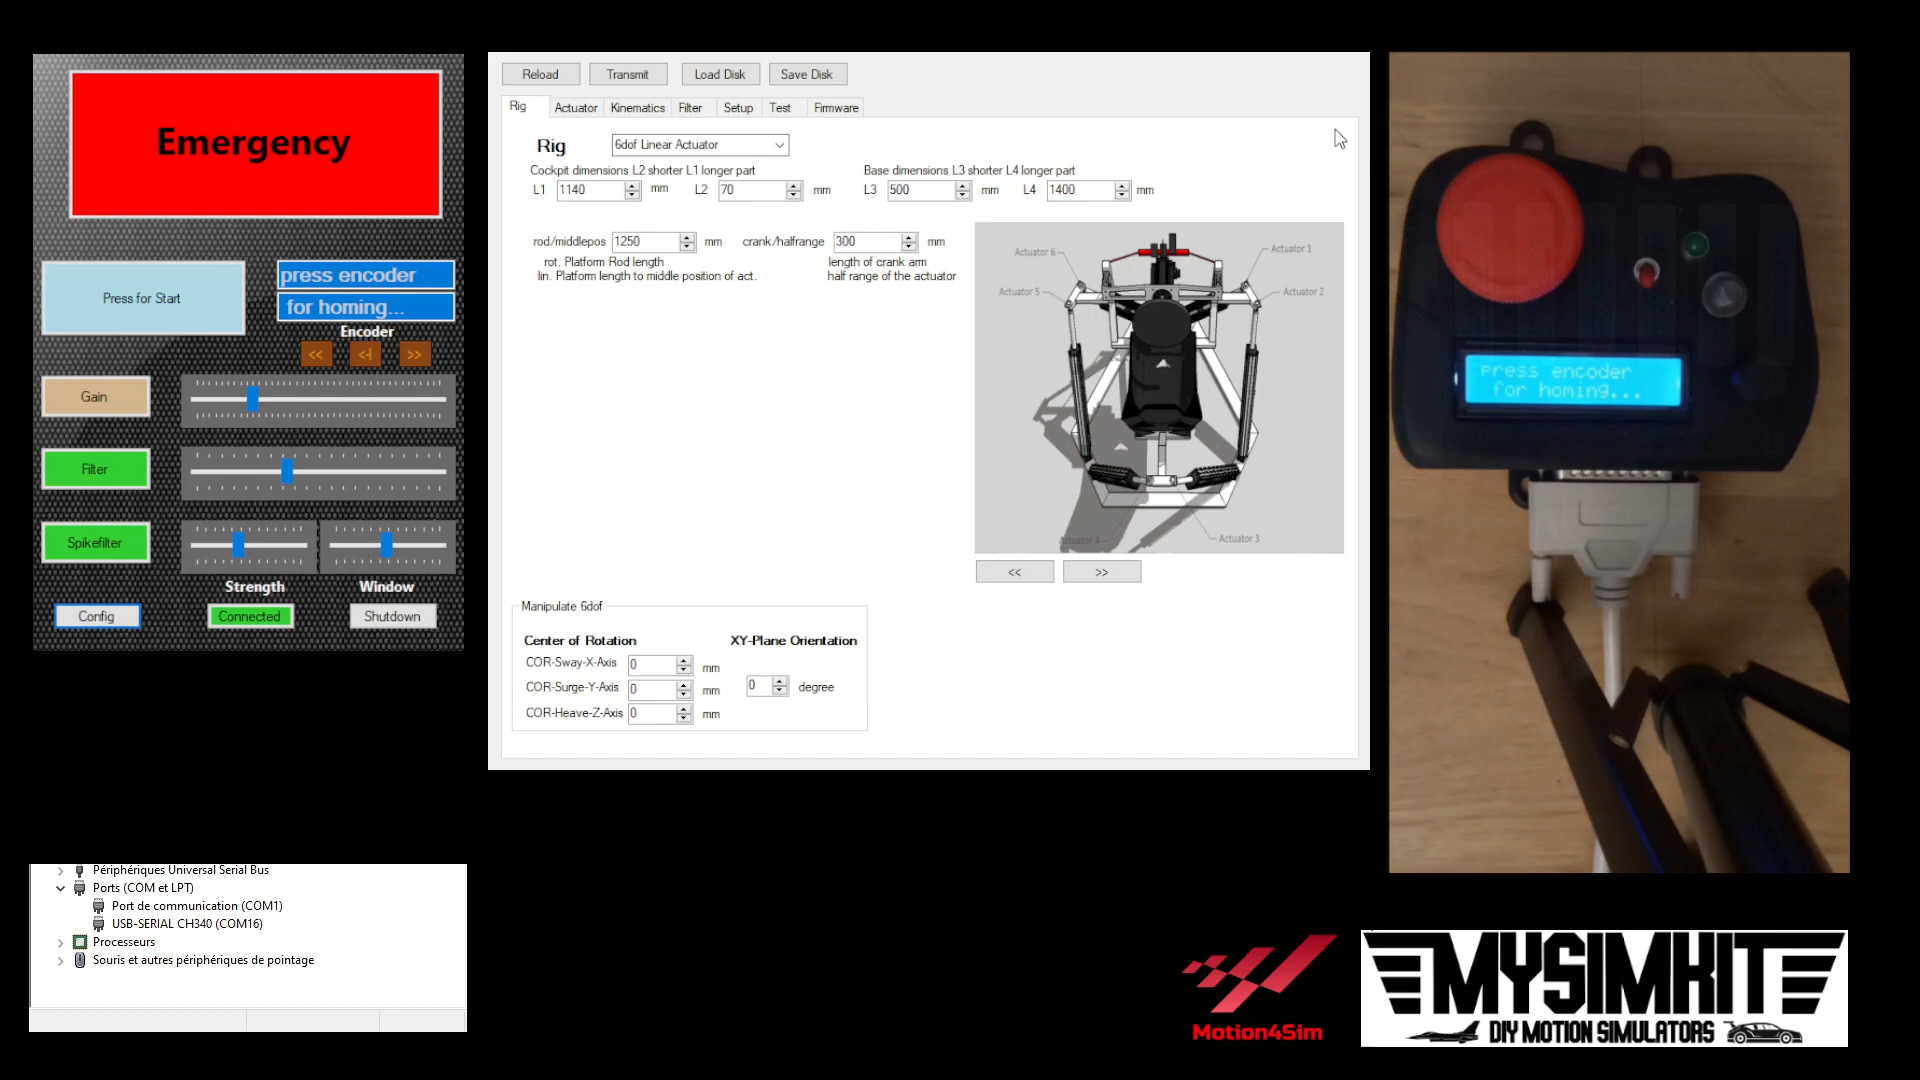 Emergency
Press for Start
press encoder
for homing...
Encoder
<< <-| >>
Gain
Filter
Spikefilter
Strength Window
Config Connected Shutdown
Reload Transmit Load Disk Save Disk
Rig Actuator Kinematics Filter Setup Test Firmware
Rig 6dof Linear Actuator
Cockpit dimensions L2 shorter L1 longer part Base dimensions L3 shorter L4 longer part
L1 1140 mm L2 70 mm L3 500 mm L4 1400 mm
rod/middlepos 1250 mm crank/halfrange 300 mm
rot. Platform Rod length length of crank arm
lin. Platform length to middle position of act. half range of the actuator
Actuator 6 Actuator 1
Actuator 5 Actuator 2
Actuator 4 Actuator 3
<< >>
Manipulate 6dof
Center of Rotation XY-Plane Orientation
COR-Sway-X-Axis 0 mm
COR-Surge-Y-Axis 0 mm 0 degree
COR-Heave-Z-Axis 0 mm
Press encoder
for homing...
Périphériques Universal Serial Bus
Ports (COM et LPT)
Port de communication (COM1)
USB-SERIAL CH340 (COM16)
Processeurs
Souris et autres périphériques de pointage
Motion4Sim
MYSIMKIT
DIY MOTION SIMULATORS